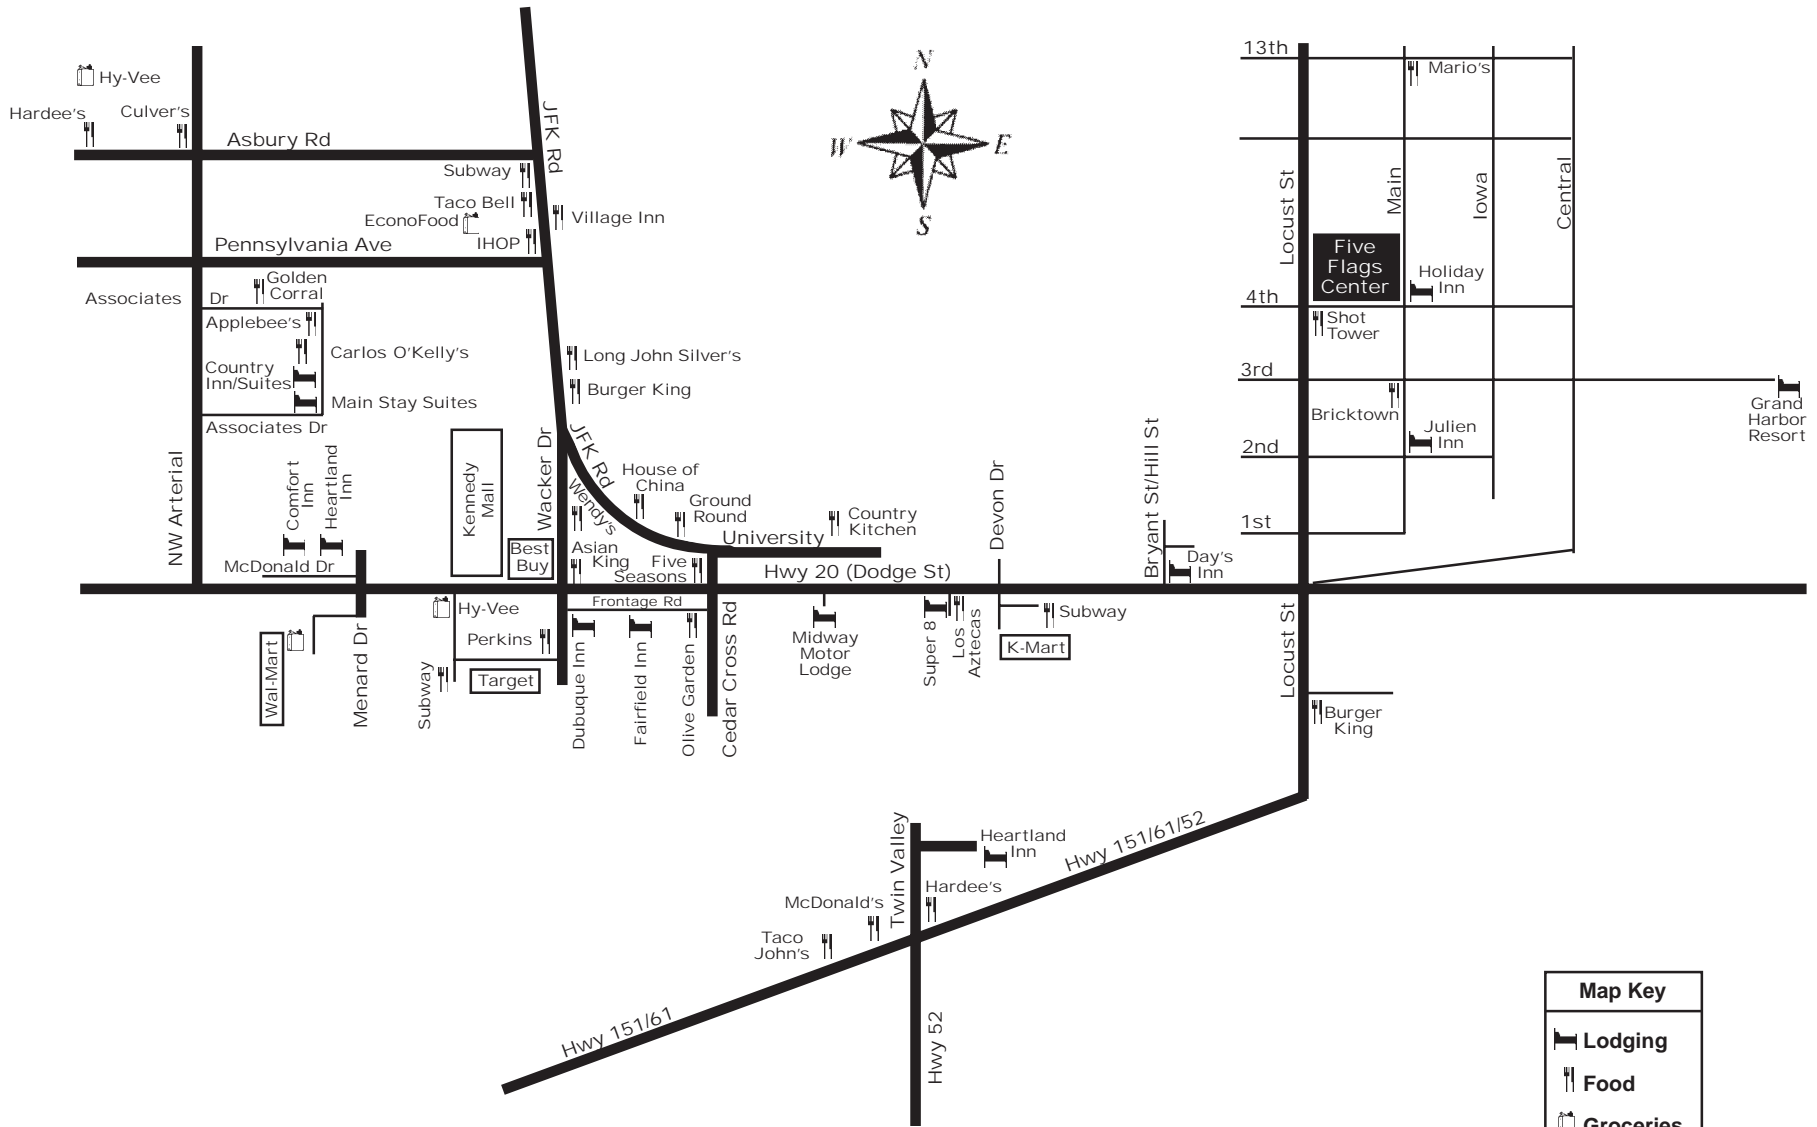 Hy-Vee
Hardee's
Culver's
Asbury Rd
JFK Rd
Subway
Taco Bell
EconoFood
Village Inn
IHOP
Pennsylvania Ave
Associates
Dr
Golden
Corral
Applebee's
Carlos O'Kelly's
Country
Inn/Suites
Main Stay Suites
Associates Dr
NW Arterial
Comfort
Inn
Heartland
Inn
McDonald Dr
Kennedy
Mall
Long John Silver's
Burger King
Wacker Dr
JFK Rd
Wendy's
House of
China
Ground
Round
Country
Kitchen
University
Best
Buy
Asian
King
Five
Seasons
Hwy 20 (Dodge St)
Devon Dr
Bryant St/Hill St
Day's
Inn
N
W
E
S
13th
Mario's
Locust St
Main
Iowa
Central
Five
Flags
Center
Holiday
Inn
4th
Shot
Tower
3rd
Bricktown
Grand
Harbor
Resort
Julien
Inn
2nd
1st
Wal-Mart
Menard Dr
Hy-Vee
Perkins
Subway
Target
Frontage Rd
Dubuque Inn
Fairfield Inn
Olive Garden
Cedar Cross Rd
Midway
Motor
Lodge
Super 8
Los
Aztecas
Subway
K-Mart
Locust St
Burger
King
Twin Valley
Heartland
Inn
Hwy 151/61/52
Hardee's
McDonald's
Taco
John's
Hwy 151/61
Hwy 52
Map Key
Lodging
Food
Groceries